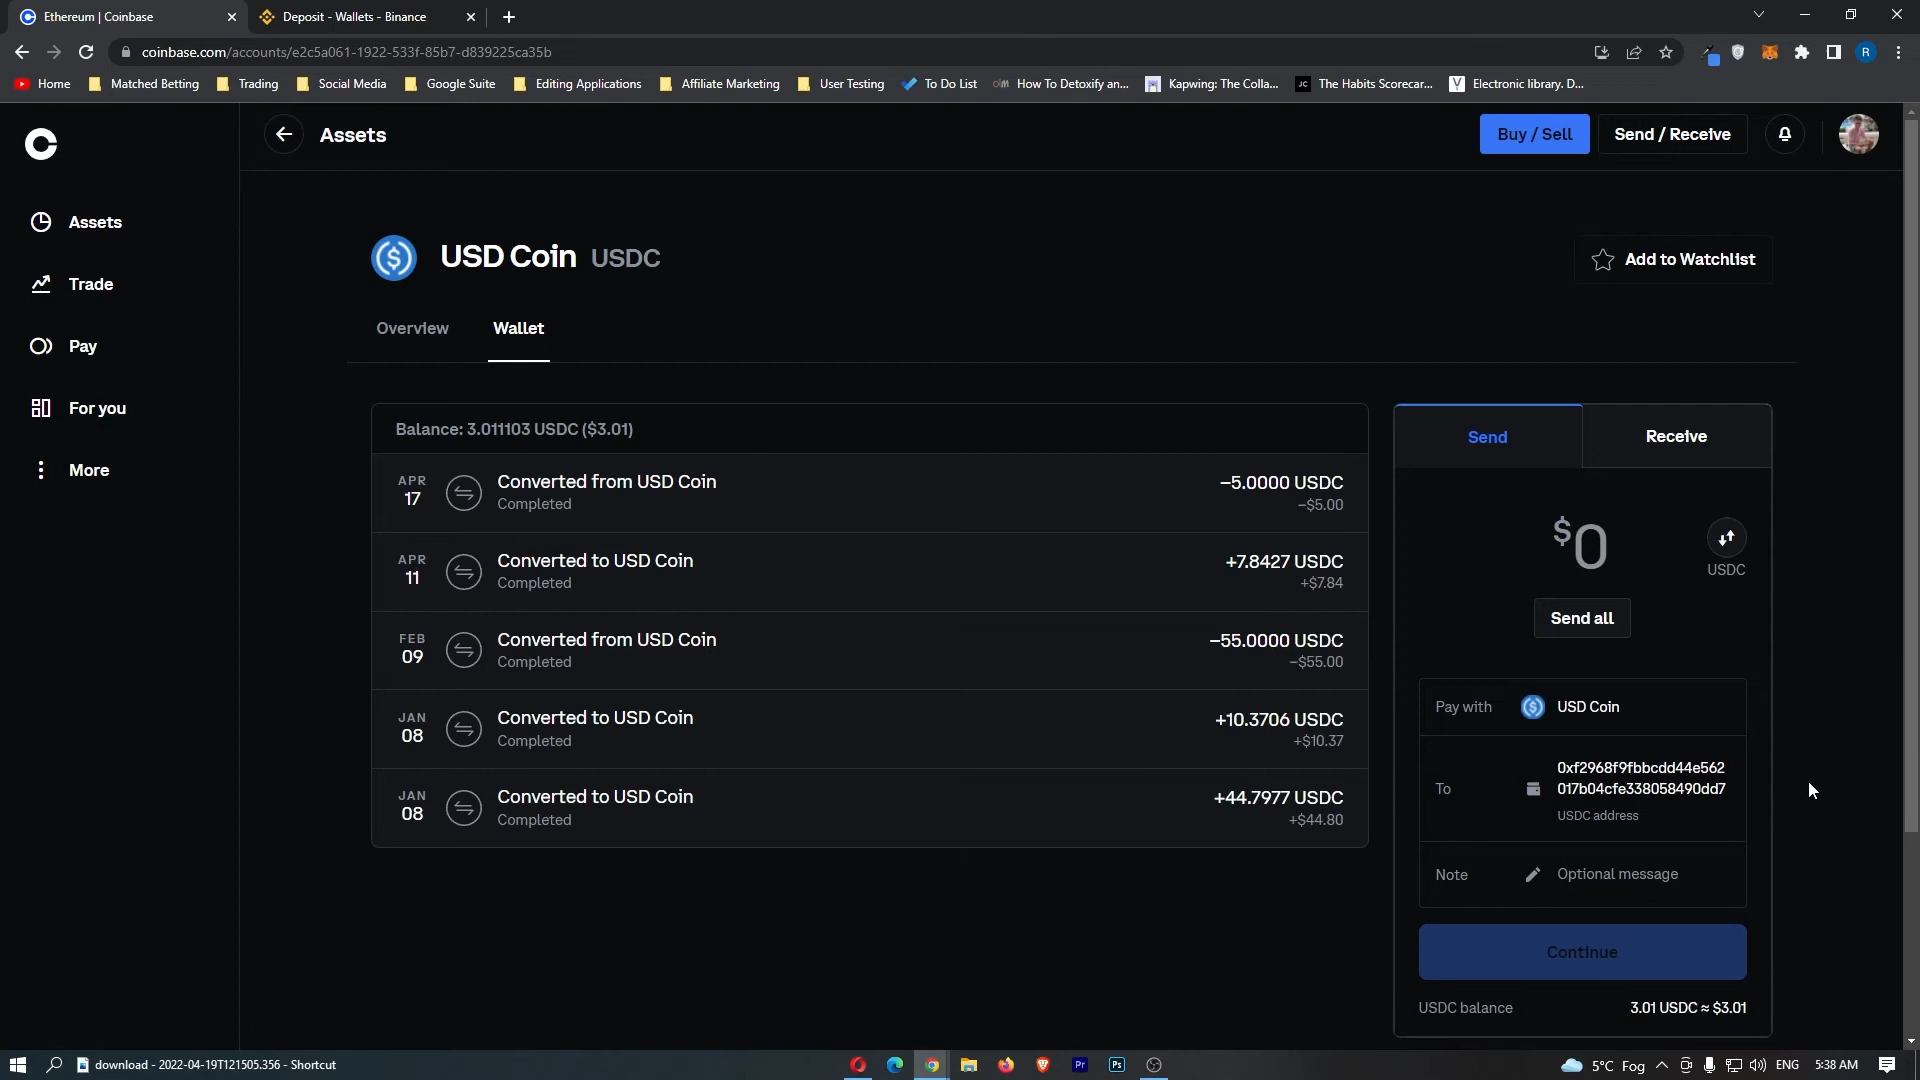 Ethereum | Coinbase
Deposit - Wallets - Binance
coinbase.com/accounts/e2c5a061-1922-533f-85b7-d839225ca35b
R
Home
Matched Betting
Trading
Social Media
Google Suite
Editing Applications
Affiliate Marketing
User Testing
To Do List
How To Detoxify an...
Kapwing: The Colla...
JC
The Habits Scorecar...
Electronic library. D...
Assets
Buy / Sell
Send / Receive
Assets
Trade
Pay
For you
More
USD Coin USDC
Add to Watchlist
Overview
Wallet
Balance: 3.011103 USDC ($3.01)
APR
17
Converted from USD Coin
Completed
–5.0000 USDC
–$5.00
APR
11
Converted to USD Coin
Completed
+7.8427 USDC
+$7.84
FEB
09
Converted from USD Coin
Completed
–55.0000 USDC
–$55.00
JAN
08
Converted to USD Coin
Completed
+10.3706 USDC
+$10.37
JAN
08
Converted to USD Coin
Completed
+44.7977 USDC
+$44.80
Send
Receive
$0
USDC
Send all
Pay with
USD Coin
To
0xf2968f9fbbcdd44e562
017b04cfe338058490dd7
USDC address
Note
Optional message
Continue
USDC balance
3.01 USDC ≈ $3.01
download - 2022-04-19T121505.356 - Shortcut
Pr
Ps
5°C Fog
ENG
5:38 AM